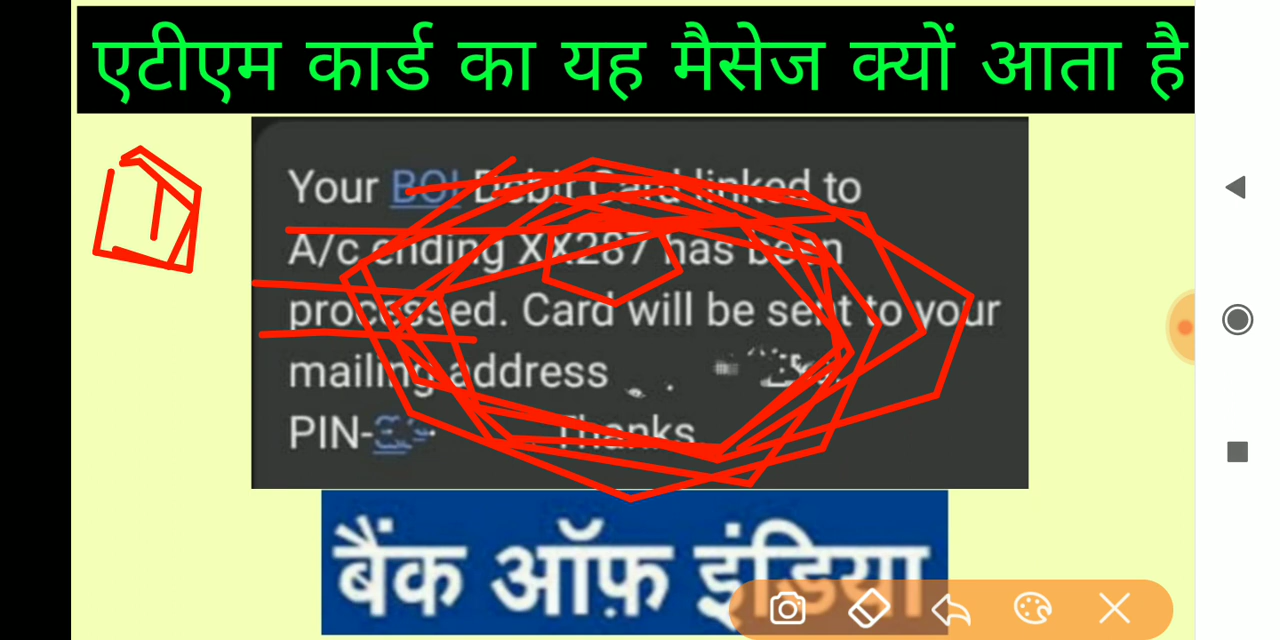 एटीएम कार्ड का यह मैसेज क्यों आता है
Your BOI Debit Card linked to
A/c ending XX287 has been
processed. Card will be sent to your
mailing address
PIN-
Thanks
बैंक ऑफ़ इंडिया